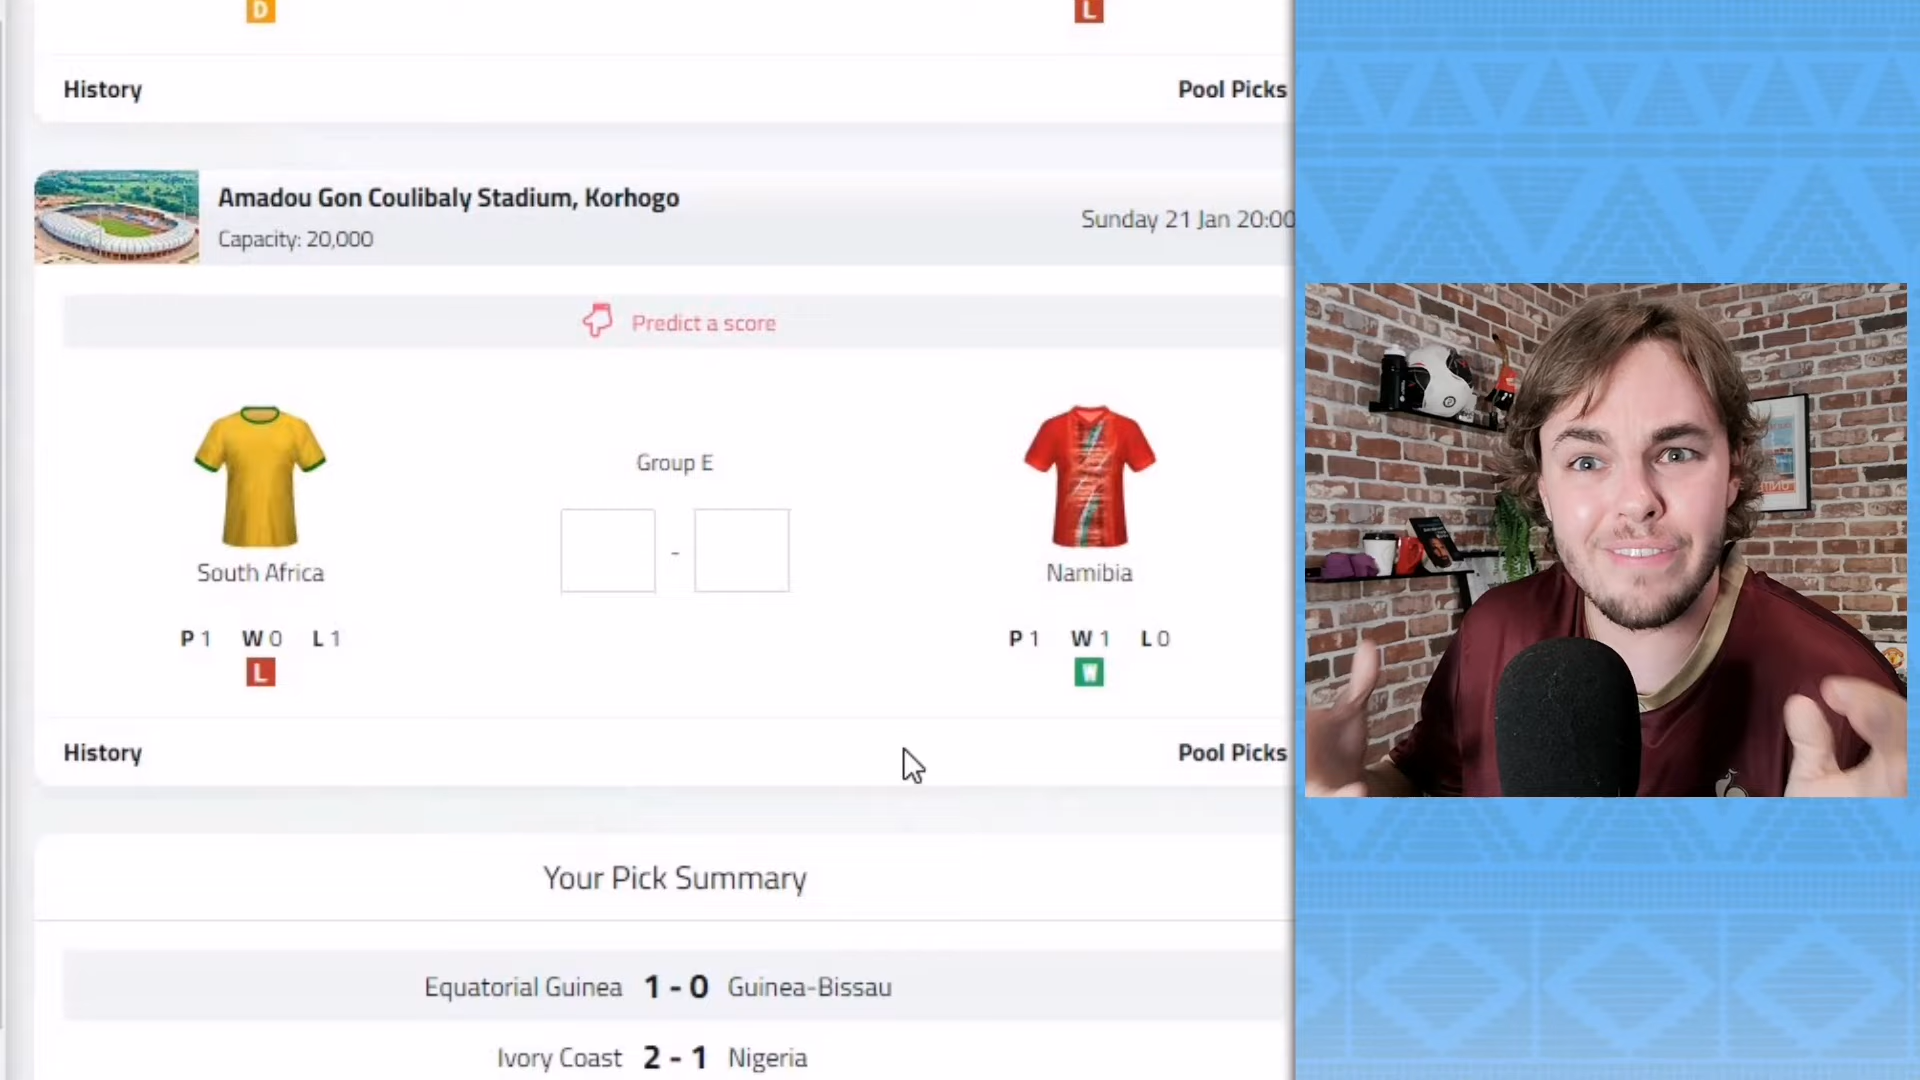 D
L
History
Pool Picks
Amadou Gon Coulibaly Stadium, Korhogo
Capacity: 20,000
Sunday 21 Jan 20:00
Predict a score
Group E
-
South Africa
Namibia
P 1 W 0 L 1
P 1 W 1 L 0
L
W
History
Pool Picks
Your Pick Summary
Equatorial Guinea 1 - 0 Guinea-Bissau
Ivory Coast 2 - 1 Nigeria